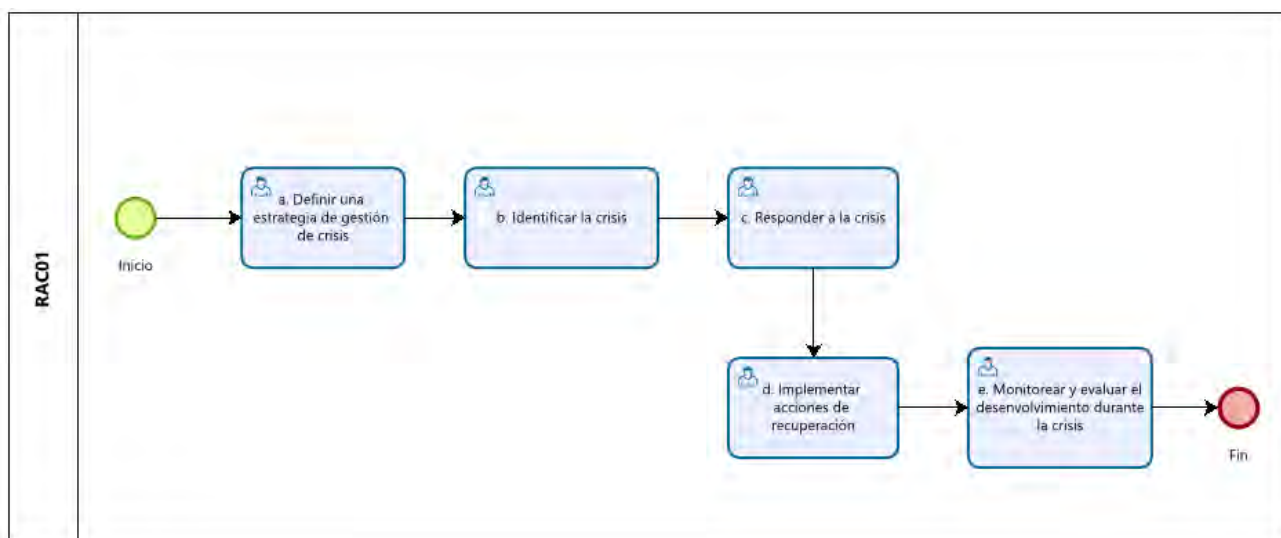 RAC01
Inicio
a. Definir una
estrategia de gestión
de crisis
b. Identificar la crisis
c. Responder a la crisis
d. Implementar
acciones de
recuperación
e. Monitorear y evaluar el
desenvolvimiento durante
la crisis
Fin